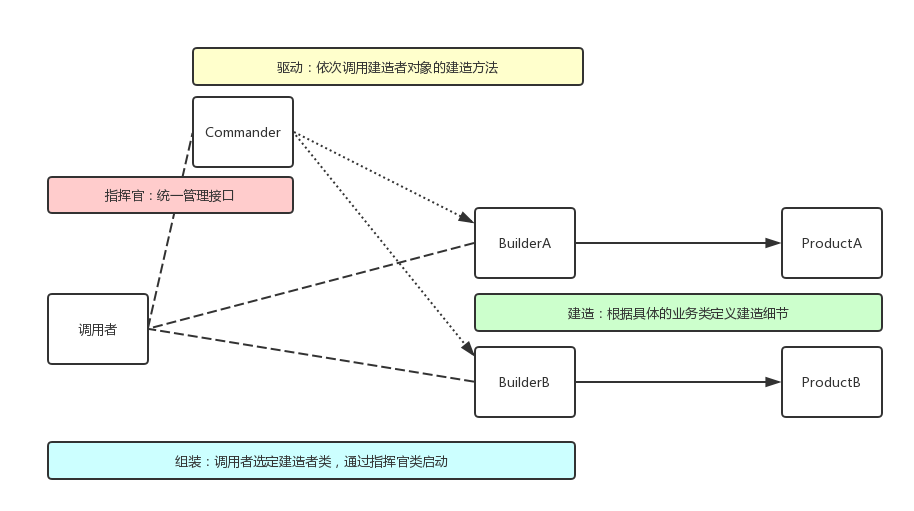 驱动：依次调用建造者对象的建造方法
Commander
指挥官：统一管理接口
BuilderA
ProductA
建造：根据具体的业务类定义建造细节
调用者
BuilderB
ProductB
组装：调用者选定建造者类，通过指挥官类启动